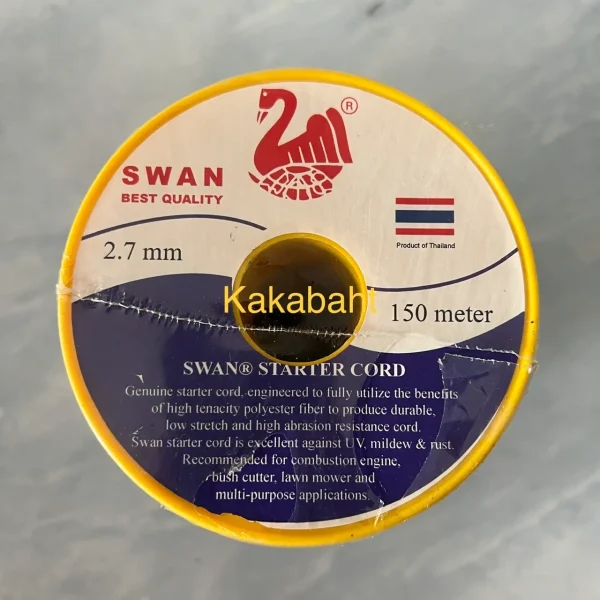 ®
SWAN
BEST QUALITY
Product of Thailand
2.7 mm
Kakabaht
150 meter
SWAN® STARTER CORD
Genuine starter cord, engineered to fully utilize the benefits
of high tenacity polyester fiber to produce durable,
low stretch and high abrasion resistance cord.
Swan starter cord is excellent against UV, mildew & rust.
Recommended for combustion engine,
bush cutter, lawn mower and
multi-purpose applications.